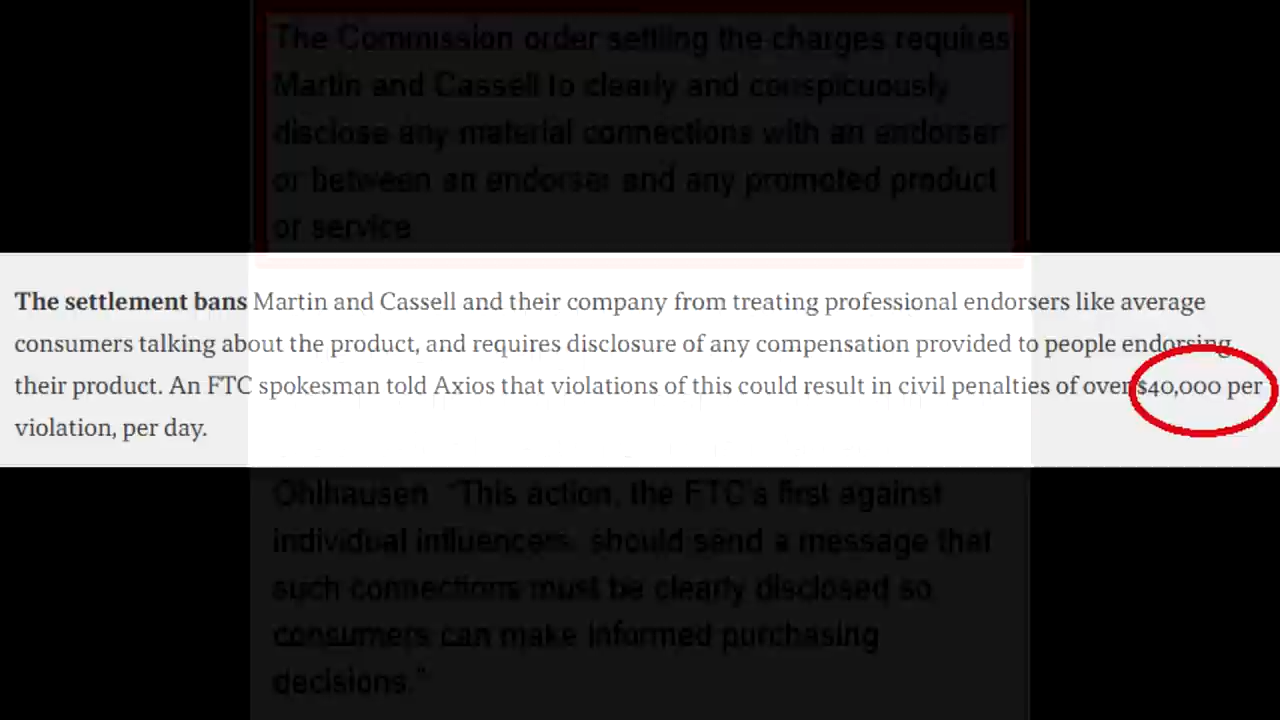 The Commission order settling the charges requires
Martin and Cassell to clearly and conspicuously
disclose any material connections with an endorser
or between an endorser and any promoted product
or service
The settlement bans Martin and Cassell and their company from treating professional endorsers like average
consumers talking about the product, and requires disclosure of any compensation provided to people endorsing
their product. An FTC spokesman told Axios that violations of this could result in civil penalties of over $40,000 per
violation, per day.
Ohlhausen. "This action, the FTC's first against
individual influencers, should send a message that
such connections must be clearly disclosed so
consumers can make informed purchasing
decisions."